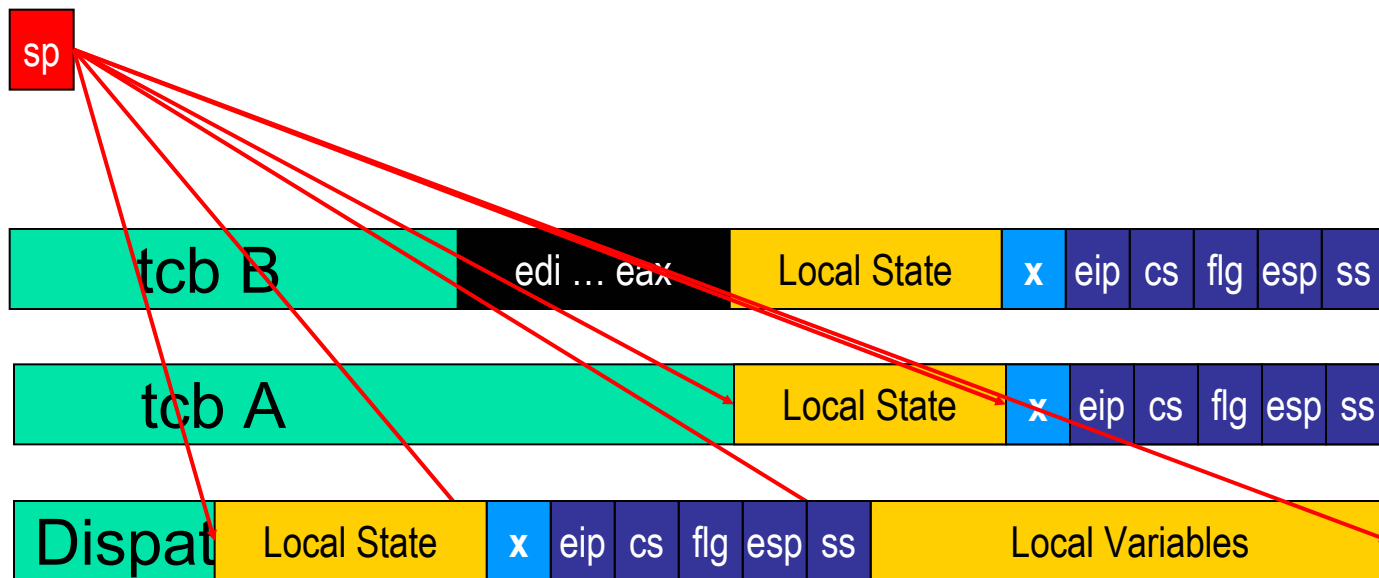 sp
tcb B edi … eax Local State x eip cs flg esp ss
tcb A Local State x eip cs flg esp ss
Dispat Local State x eip cs flg esp ss Local Variables